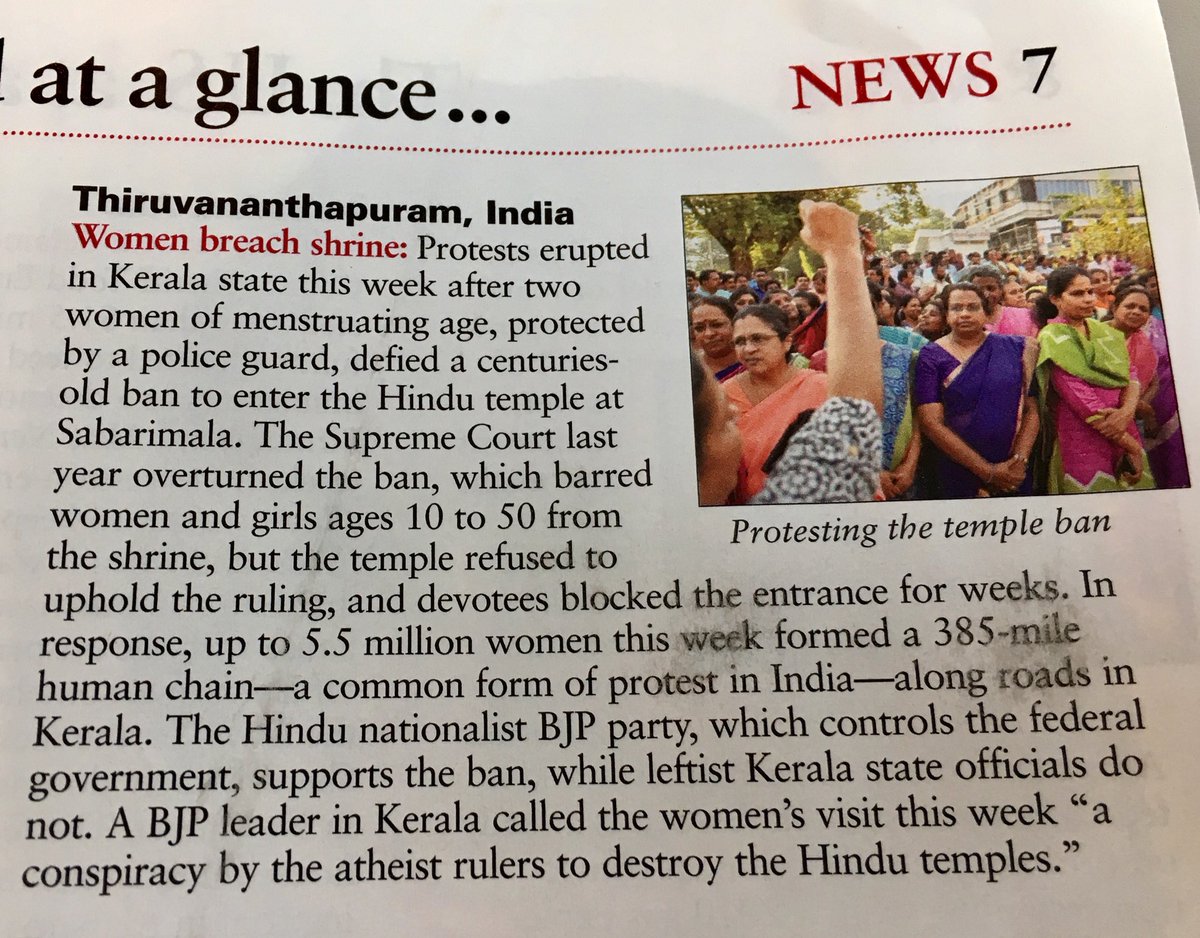 at a glance...
NEWS 7
Thiruvananthapuram, India
Women breach shrine: Protests erupted
in Kerala state this week after two
women of menstruating age, protected
by a police guard, defied a centuries-
old ban to enter the Hindu temple at
Sabarimala. The Supreme Court last
year overturned the ban, which barred
women and girls ages 10 to 50 from
the shrine, but the temple refused to
uphold the ruling, and devotees blocked the entrance for weeks. In
response, up to 5.5 million women this week formed a 385-mile
human chain—a common form of protest in India—along roads in
Kerala. The Hindu nationalist BJP party, which controls the federal
government, supports the ban, while leftist Kerala state officials do
not. A BJP leader in Kerala called the women's visit this week “a
conspiracy by the atheist rulers to destroy the Hindu temples.”
Protesting the temple ban